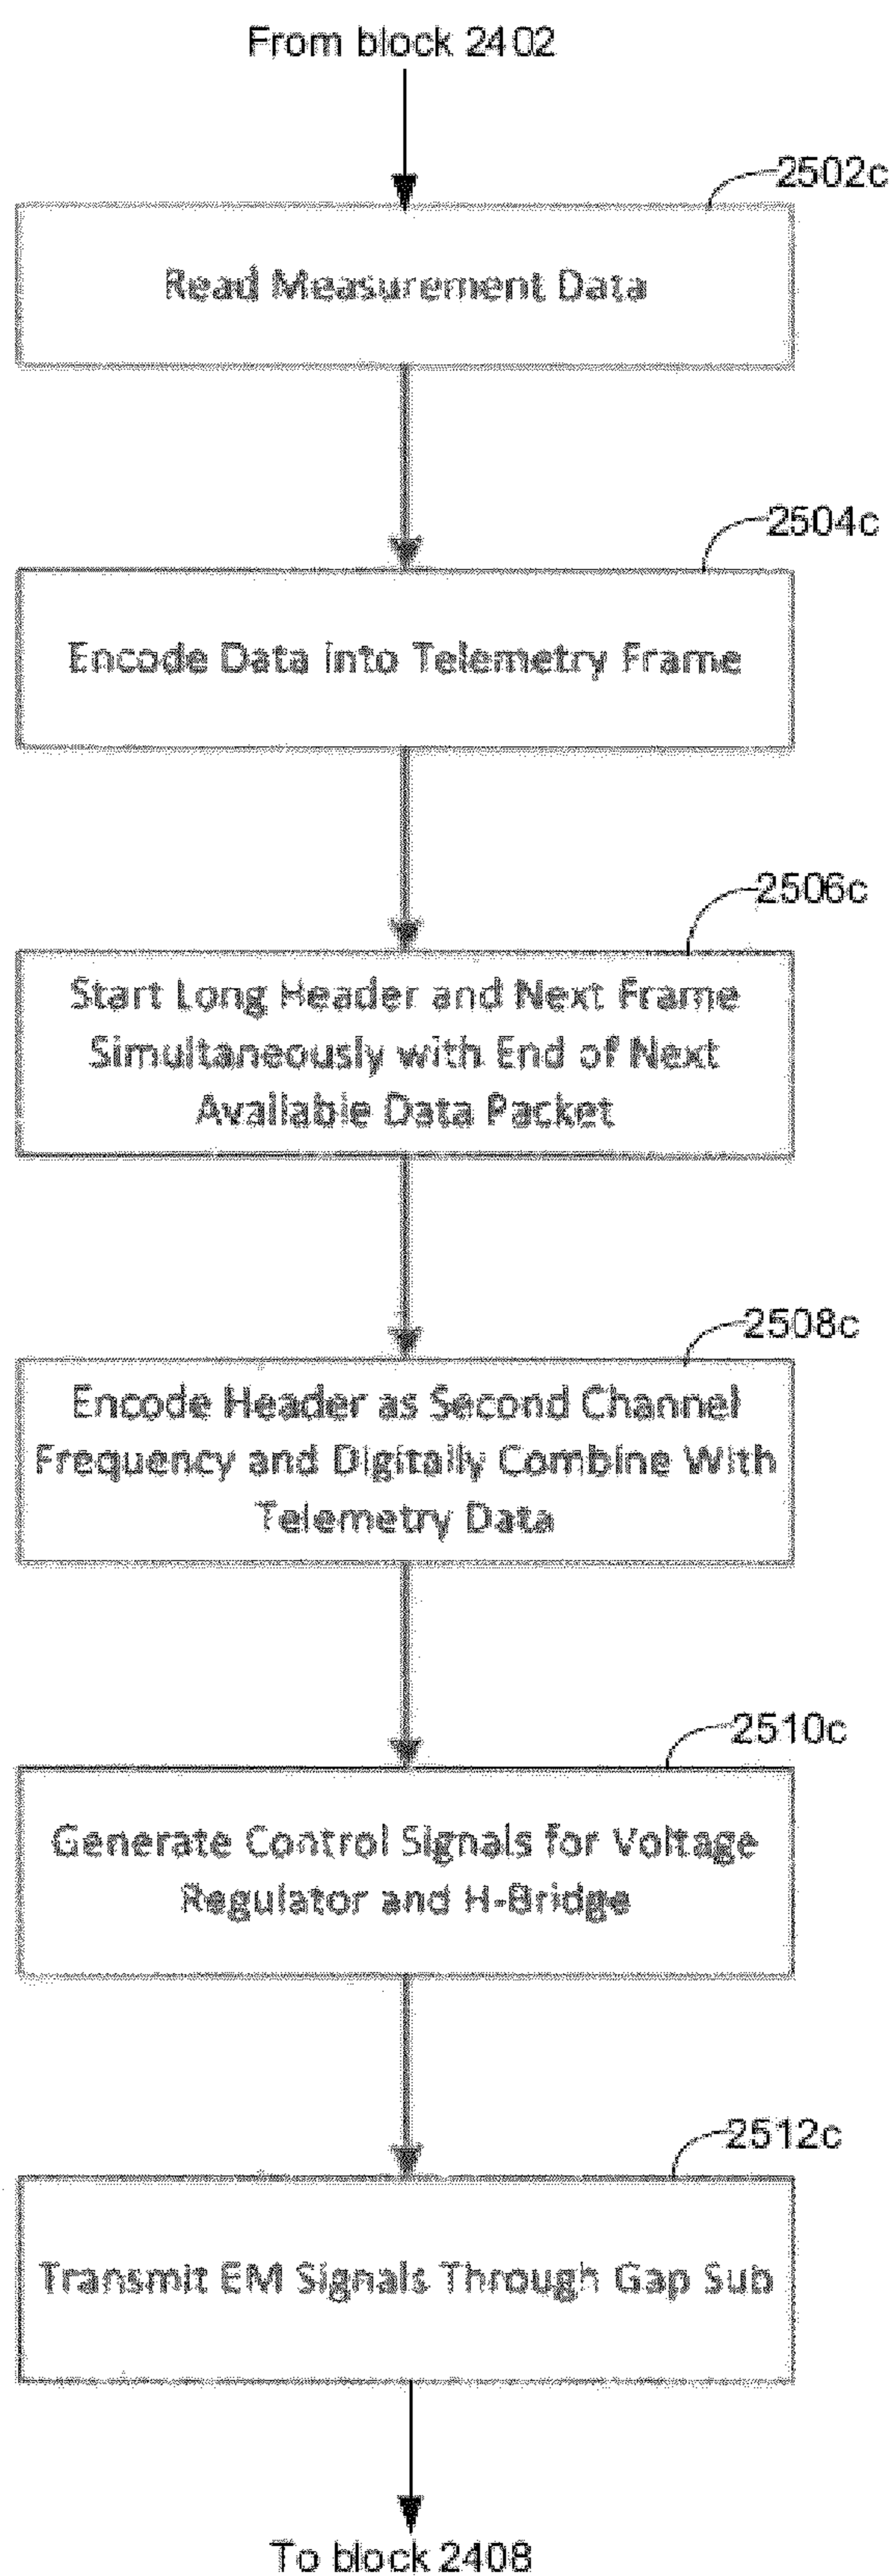 From block 2402
2502c
Read Measurement Data
2504c
Encode Data into Telemetry Frame
2506c
Start Long Header and Next Frame
Simultaneously with End of Next
Available Data Packet
2508c
Encode Header as Second Channel
Frequency and Digitally Combine With
Telemetry Data
2510c
Generate Control Signals for Voltage
Regulator and H-Bridge
2512c
Transmit EM Signals Through Gap Sub
To block 2408